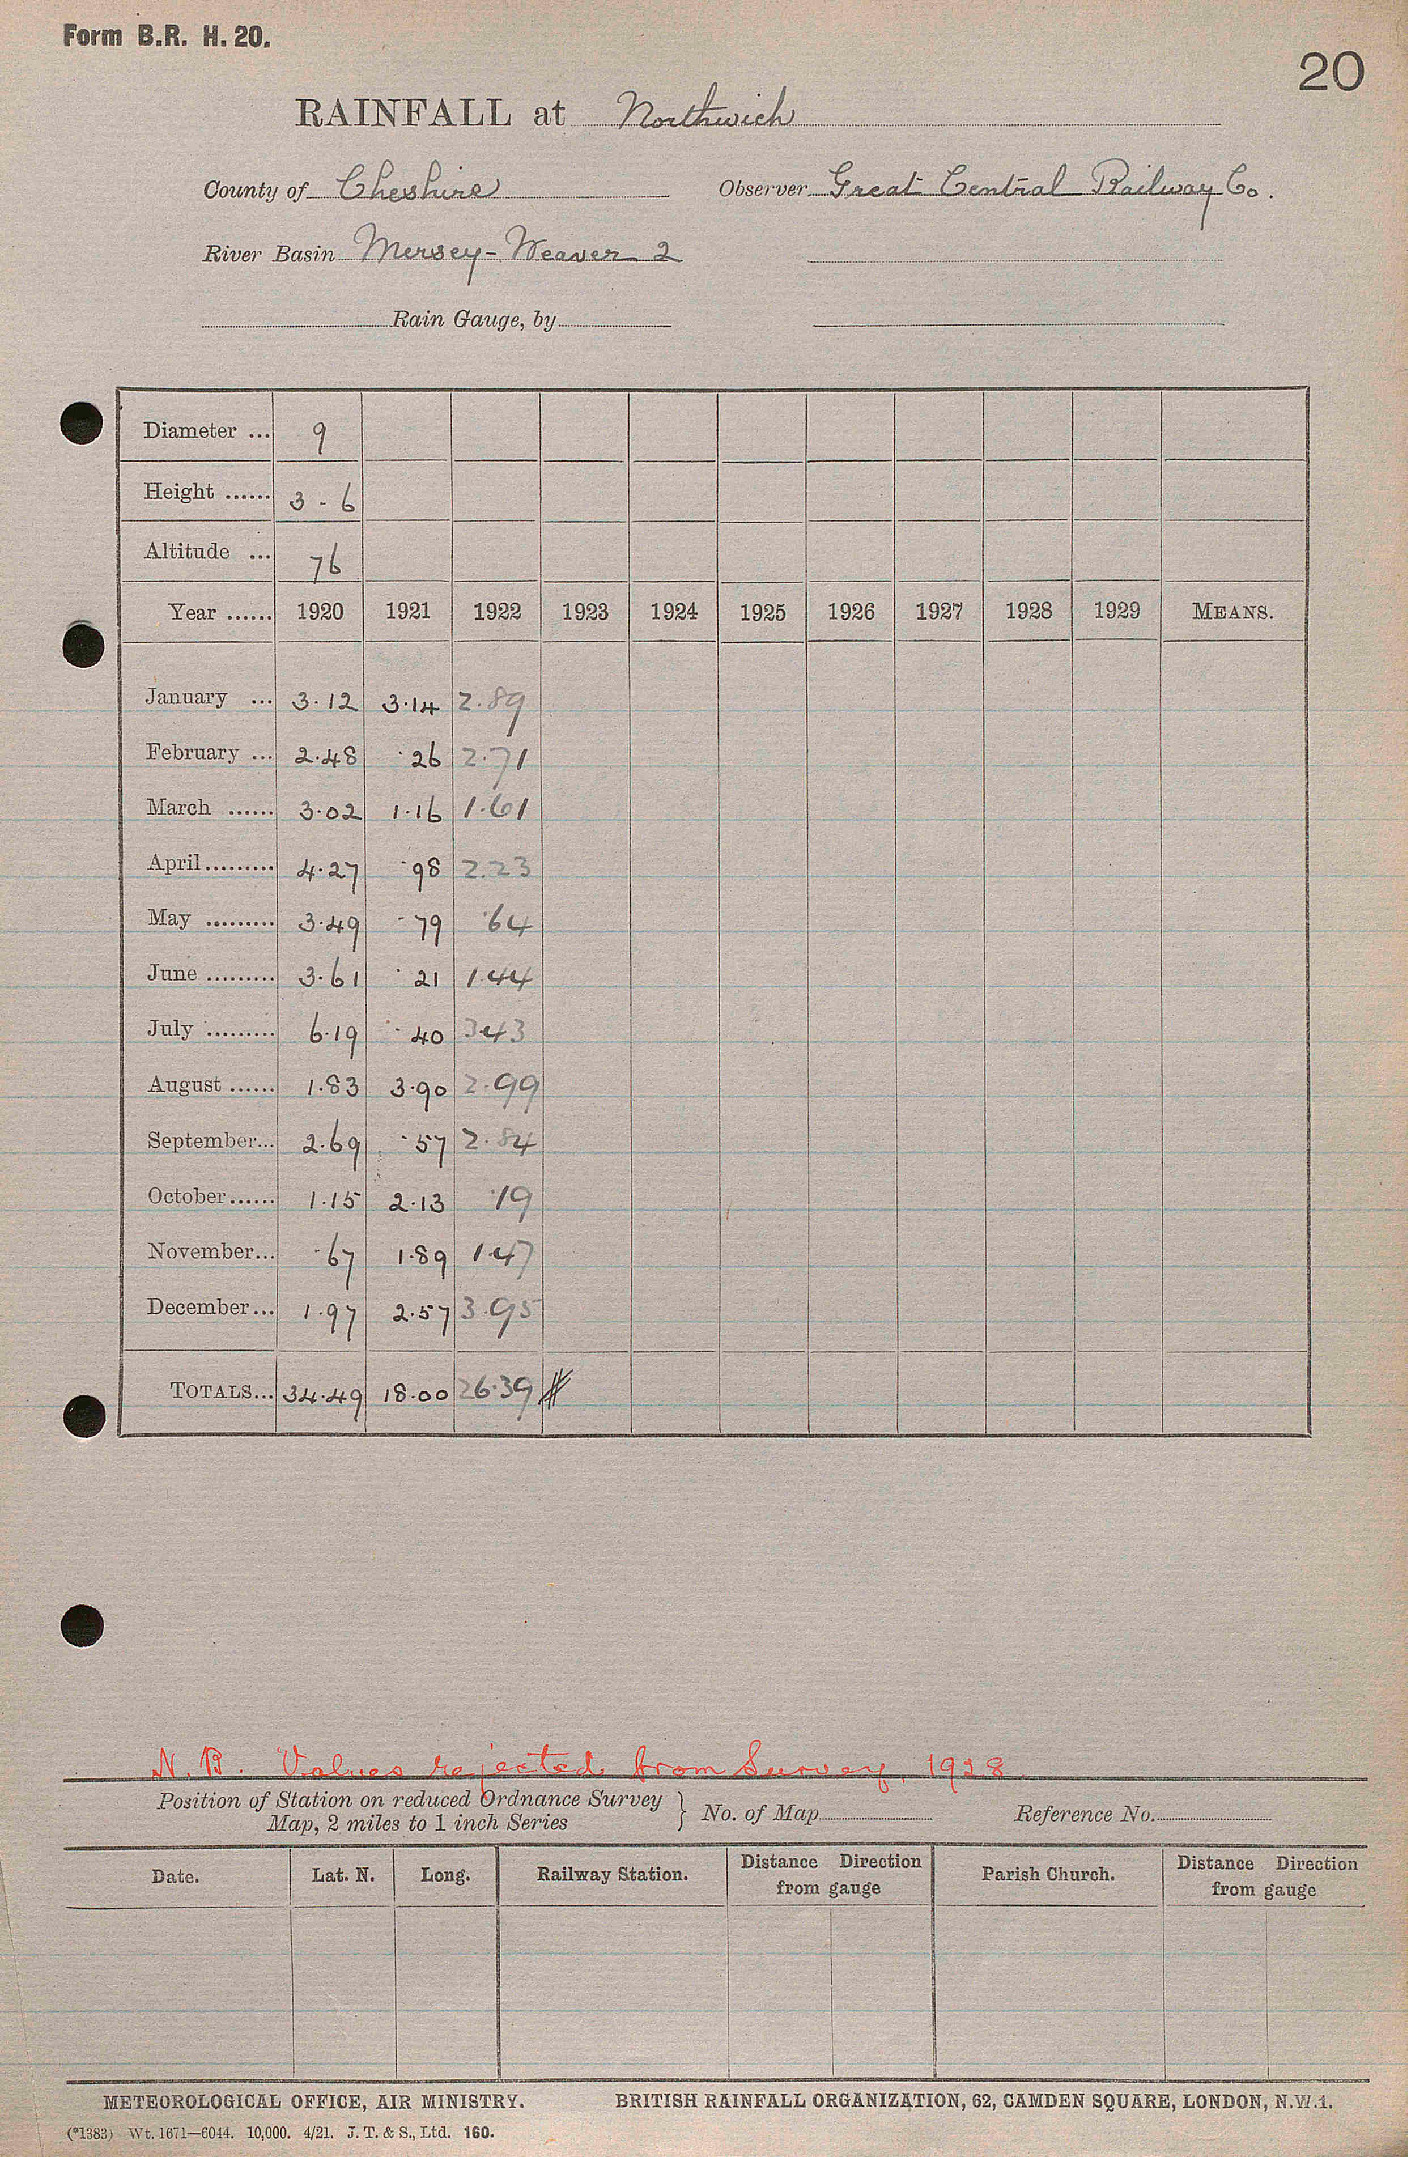 Form B.R. H. 20.
20
RAINFALL at Northwich
County of Cheshire Observer Great Central Railway Co.
River Basin Mersey-Weaver 2
Rain Gauge, by
Diameter ... 9
Height ...... 3 - 6
Altitude ... 76
Year ...... 1920 1921 1922 1923 1924 1925 1926 1927 1928 1929 MEANS.
January ... 3.12 3.14 2.89
February ... 2.48 .26 2.71
March ...... 3.02 1.16 1.61
April ......... 4.27 .98 2.23
May ......... 3.49 .79 .64
June ......... 3.61 .21 1.44
July ......... 6.19 .40 3.43
August ...... 1.83 3.90 2.99
September... 2.69 .57 2.84
October ...... 1.15 2.13 .19
November... .67 1.89 1.47
December... 1.97 2.57 3.95
TOTALS... 34.49 18.00 26.39 #
N.B. Values rejected from Survey, 1928.
Position of Station on reduced Ordnance Survey Map, 2 miles to 1 inch Series } No. of Map Reference No.
Date. Lat. N. Long. Railway Station. Distance Direction from gauge Parish Church. Distance Direction from gauge
METEOROLOGICAL OFFICE, AIR MINISTRY. BRITISH RAINFALL ORGANIZATION, 62, CAMDEN SQUARE, LONDON, N.W.1.
(*1383) Wt. 1671—6044. 10,000. 4/21. J. T. & S., Ltd. 160.